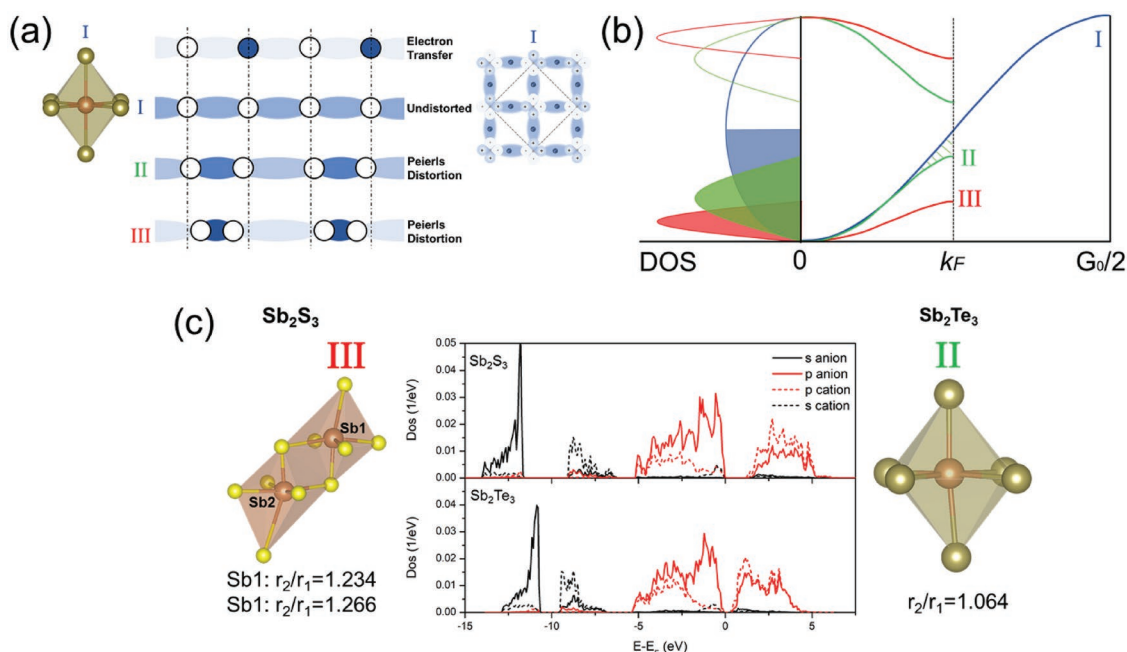 (a)
I
Electron
Transfer
I
I
Undistorted
II
Peierls
Distortion
III
Peierls
Distortion
(b)
I
II
III
DOS
0
kF
G₀/2
(c)
Sb₂S₃
III
Sb1
Sb2
Sb1: r₂/r₁=1.234
Sb1: r₂/r₁=1.266
Sb₂S₃
s anion
p anion
p cation
s cation
Dos (1/eV)
0.05
0.04
0.03
0.02
0.01
0.00
Sb₂Te₃
Dos (1/eV)
0.04
0.03
0.02
0.01
0.00
-15
-10
-5
0
5
E-EF (eV)
Sb₂Te₃
II
r₂/r₁=1.064